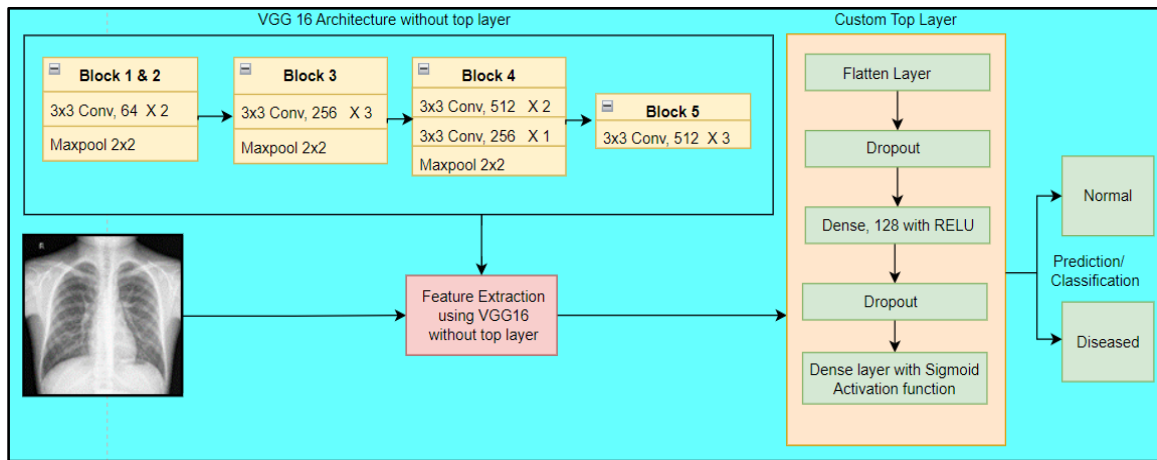 VGG 16 Architecture without top layer
Block 1 & 2
3x3 Conv, 64 X 2
Maxpool 2x2
Block 3
3x3 Conv, 256 X 3
Maxpool 2x2
Block 4
3x3 Conv, 512 X 2
3x3 Conv, 256 X 1
Maxpool 2x2
Block 5
3x3 Conv, 512 X 3
Feature Extraction
using VGG16
without top layer
Custom Top Layer
Flatten Layer
Dropout
Dense, 128 with RELU
Dropout
Dense layer with Sigmoid
Activation function
Prediction/
Classification
Normal
Diseased